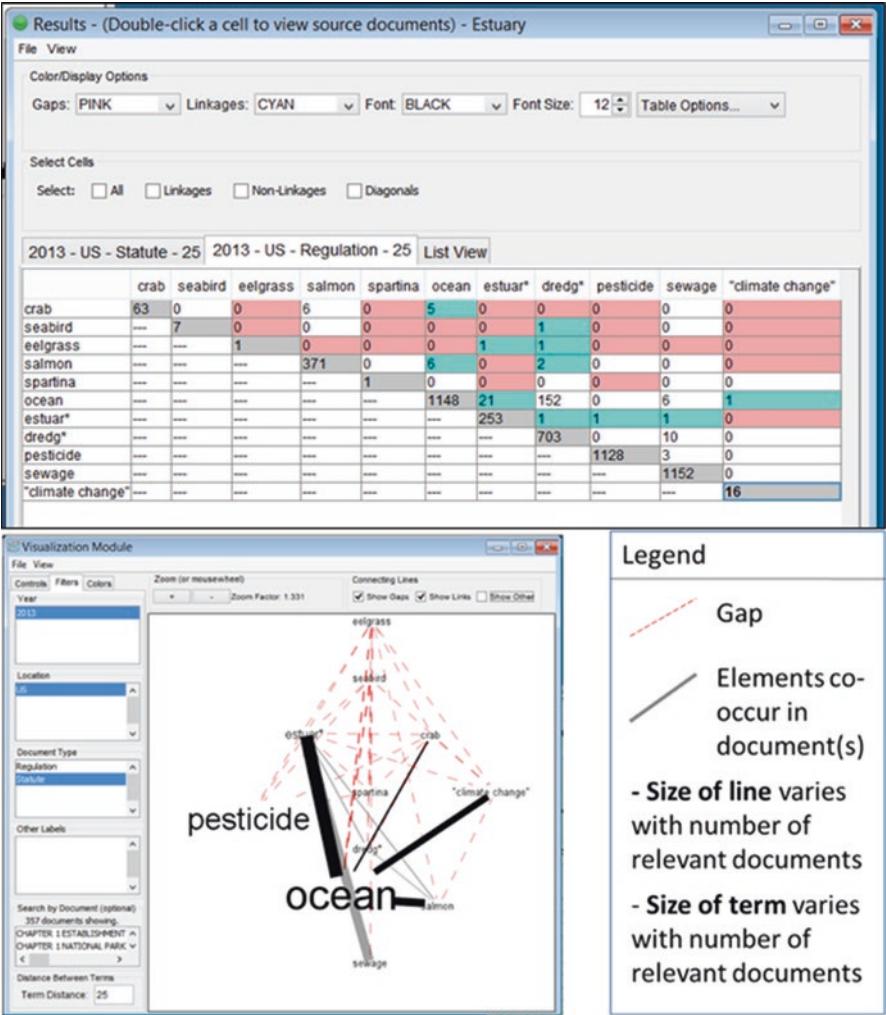 Results - (Double-click a cell to view source documents) - Estuary
File View
Color/Display Options
Gaps: PINK Linkages: CYAN Font: BLACK Font Size: 12 Table Options...
Select Cells
Select: All Linkages Non-Linkages Diagonals
2013 - US - Statute - 25 2013 - US - Regulation - 25 List View
crab seabird eelgrass salmon spartina ocean estuar* dredg* pesticide sewage "climate change"
crab 63 0 0 6 0 5 0 0 0 0 0
seabird --- 7 0 0 0 0 0 1 0 0 0
eelgrass --- --- 1 0 0 0 1 1 0 0 0
salmon --- --- --- 371 0 6 0 2 0 0 0
spartina --- --- --- --- 1 0 0 0 0 0 0
ocean --- --- --- --- --- 1148 21 152 0 6 1
estuar* --- --- --- --- --- --- 253 1 1 1 0
dredg* --- --- --- --- --- --- --- 703 0 10 0
pesticide --- --- --- --- --- --- --- --- 1128 3 0
sewage --- --- --- --- --- --- --- --- --- 1152 0
"climate change" --- --- --- --- --- --- --- --- --- --- 16
Visualization Module
File View
Controls Filters Colors
Year
2013
Location
US
Document Type
Regulation
Statute
Other Labels
Search by Document (optional)
357 documents showing.
CHAPTER 1 ESTABLISHMENT
CHAPTER 1 NATIONAL PARK
Distance Between Terms
Term Distance: 25
Zoom (or mousewheel)
+ - Zoom Factor: 1.331
Connecting Lines
Show Gaps Show Links Show Other
eelgrass
seabird
estuar*
crab
spartina
"climate change"
pesticide
dredg*
ocean
salmon
sewage
Legend
Gap
Elements co-
occur in
document(s)
- Size of line varies
with number of
relevant documents
- Size of term varies
with number of
relevant documents